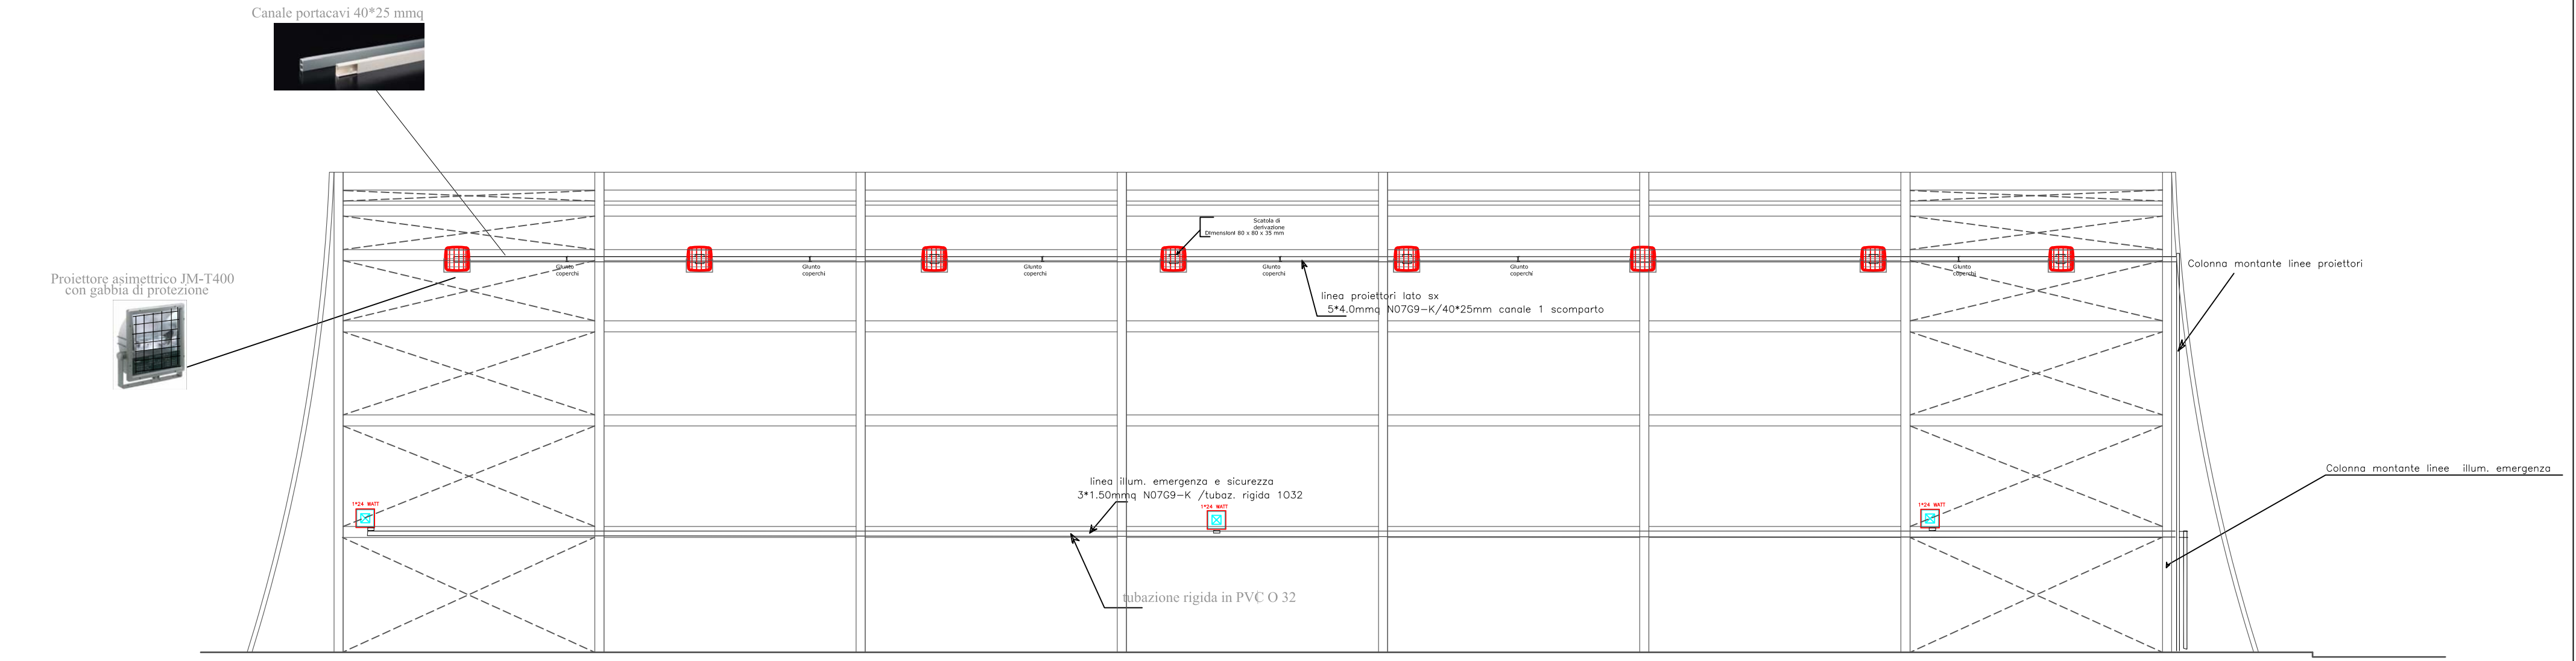 Canale portacavi 40*25 mmq
Scatola di
derivazione
Dimensioni 80 x 80 x 35 mm
Giunto
coperchi
Giunto
coperchi
Giunto
coperchi
Giunto
coperchi
Giunto
coperchi
Giunto
coperchi
Colonna montante linee proiettori
Proiettore asimettrico JM-T400
con gabbia di protezione
linea proiettori lato sx
5*4.0mmq N07G9-K/40*25mm canale 1 scomparto
Colonna montante linee illum. emergenza
linea illum. emergenza e sicurezza
3*1.50mmq N07G9-K /tubaz. rigida 1O32
1*24 WATT
1*24 WATT
1*24 WATT
tubazione rigida in PVC O 32